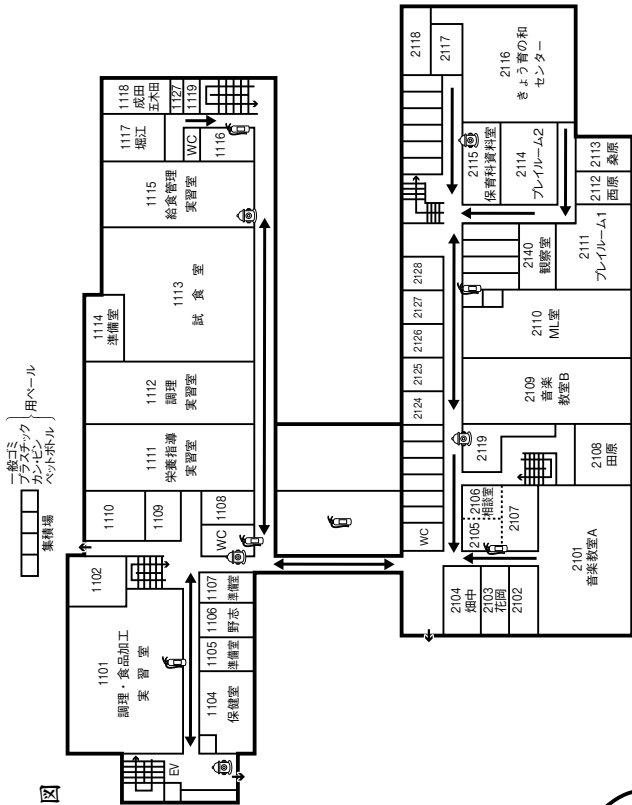 図
集積場
一般ゴミ
プラスチック
カン・ビン
ペットボトル
用ペール
1101
調理・食品加工
実習室
1102
EV
1104
保健室
1105
準備室
1106
野志
1107
準備室
WC
1108
1109
1110
1111
栄養指導
実習室
1112
調理
実習室
1114
準備室
1113
試食室
1115
給食管理
実習室
WC
1116
1117
堀江
1118
成田
五木田
1127
1119
2101
音楽教室A
2102
2103
花岡
2104
畑中
WC
2105
2106
相談室
2107
2108
田原
2119
2109
音楽
教室B
2110
ML室
2124
2125
2126
2127
2128
2140
観察室
2111
プレイルーム1
2112
西原
2113
桑原
2114
プレイルーム2
2115
保育科資料室
2116
きょう育の和
センター
2117
2118